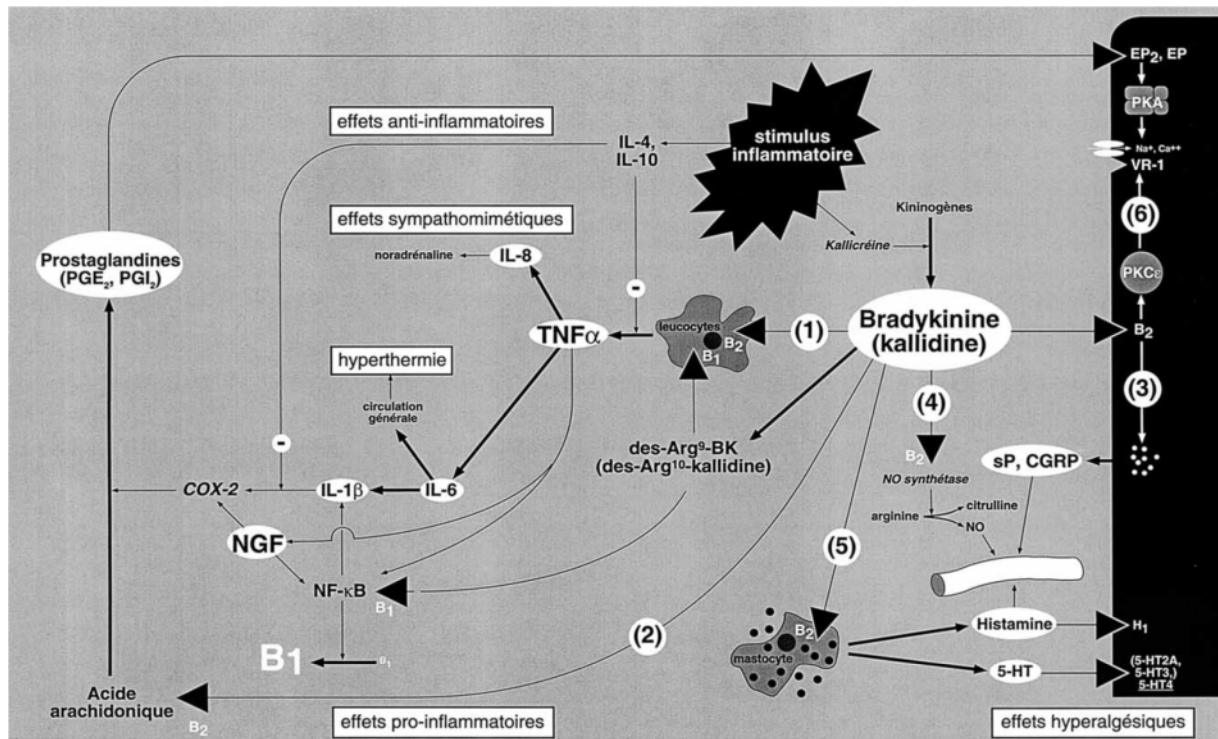 EP2, EP
PKA
Na+, Ca++
VR-1
(6)
PKCε
B2
(3)
effets anti-inflammatoires
IL-4,
IL-10
stimulus
inflammatoire
Kininogènes
Kallicréine
effets sympathomimétiques
noradrénaline
IL-8
Prostaglandines
(PGE2, PGI2)
-
TNFα
leucocytes
B2
B1
(1)
Bradykinine
(kallidine)
hyperthermie
circulation
générale
(4)
B2
NO synthétase
arginine
citrulline
NO
sP, CGRP
des-Arg9-BK
(des-Arg10-kallidine)
-
COX-2
IL-1β
IL-6
NGF
NF-κB
B1
(5)
(2)
B2
mastocyte
Histamine
H1
5-HT
(5-HT2A,
5-HT3,)
5-HT4
B1
B1
Acide
arachidonique
B2
effets pro-inflammatoires
effets hyperalgésiques